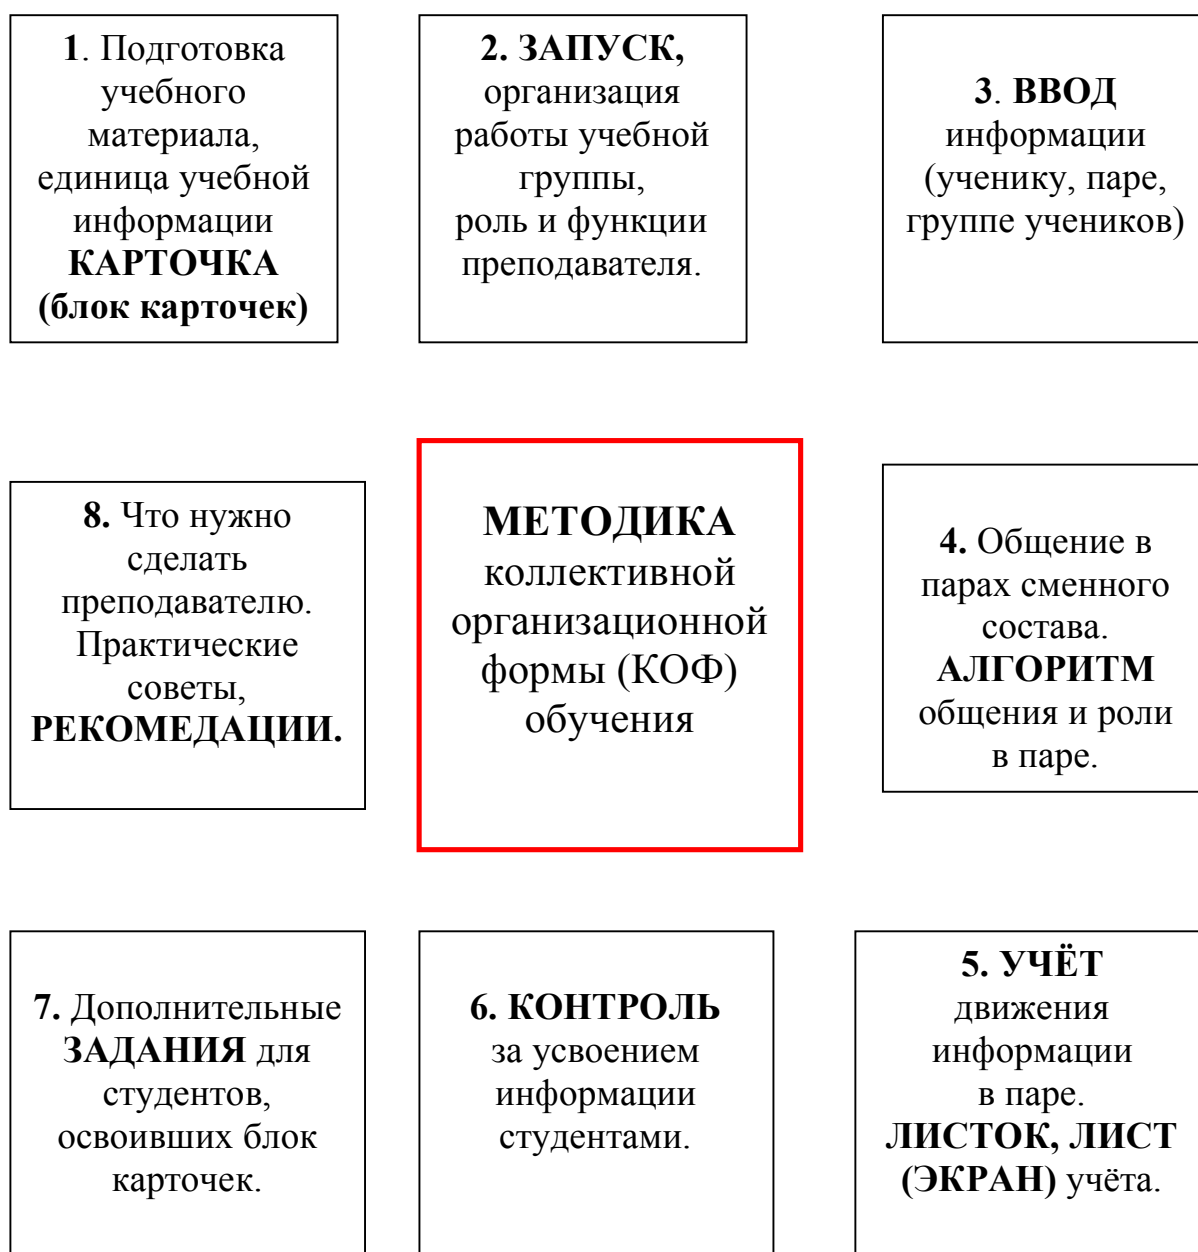 1. Подготовка
учебного
материала,
единица учебной
информации
КАРТОЧКА
(блок карточек)
2. ЗАПУСК,
организация
работы учебной
группы,
роль и функции
преподавателя.
3. ВВОД
информации
(ученику, паре,
группе учеников)
8. Что нужно
сделать
преподавателю.
Практические
советы,
РЕКОМЕДАЦИИ.
МЕТОДИКА
коллективной
организационной
формы (КОФ)
обучения
4. Общение в
парах сменного
состава.
АЛГОРИТМ
общения и роли
в паре.
7. Дополнительные
ЗАДАНИЯ для
студентов,
освоивших блок
карточек.
6. КОНТРОЛЬ
за усвоением
информации
студентами.
5. УЧЁТ
движения
информации
в паре.
ЛИСТОК, ЛИСТ
(ЭКРАН) учёта.